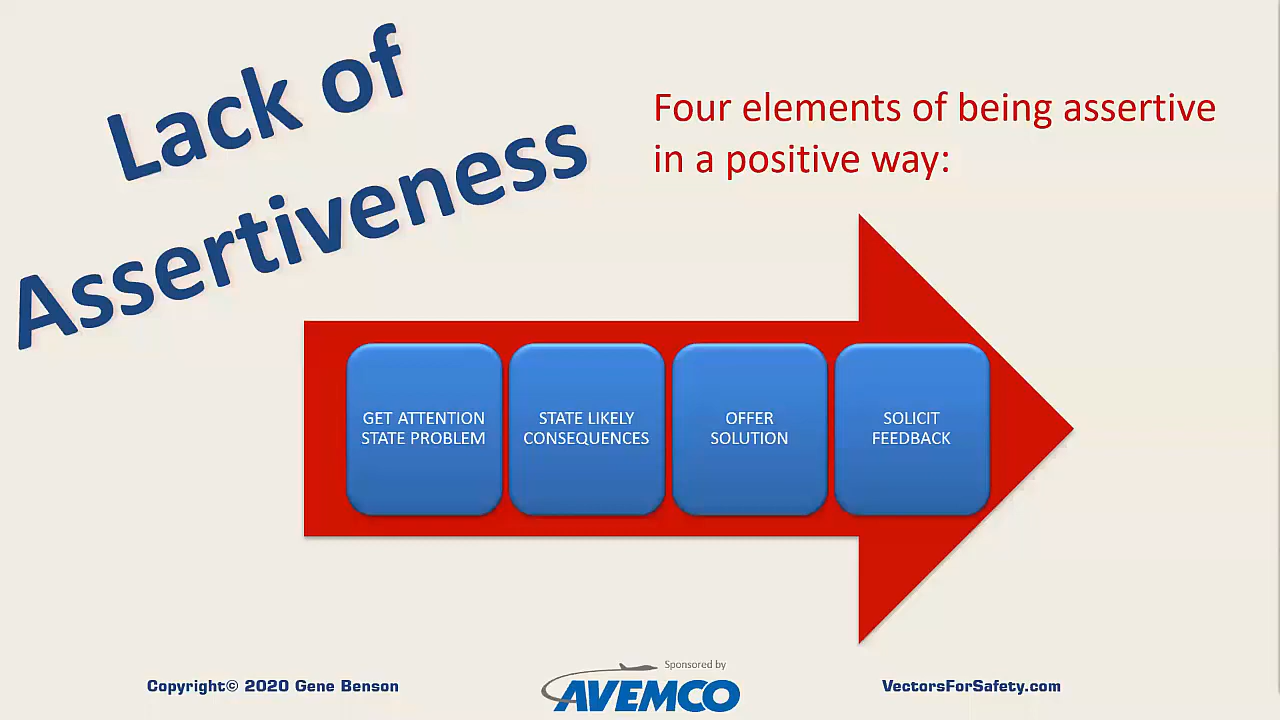 Lack of
Assertiveness
Four elements of being assertive
in a positive way:
GET ATTENTION
STATE PROBLEM
STATE LIKELY
CONSEQUENCES
OFFER
SOLUTION
SOLICIT
FEEDBACK
Copyright© 2020 Gene Benson
Sponsored by
AVEMCO
VectorsForSafety.com